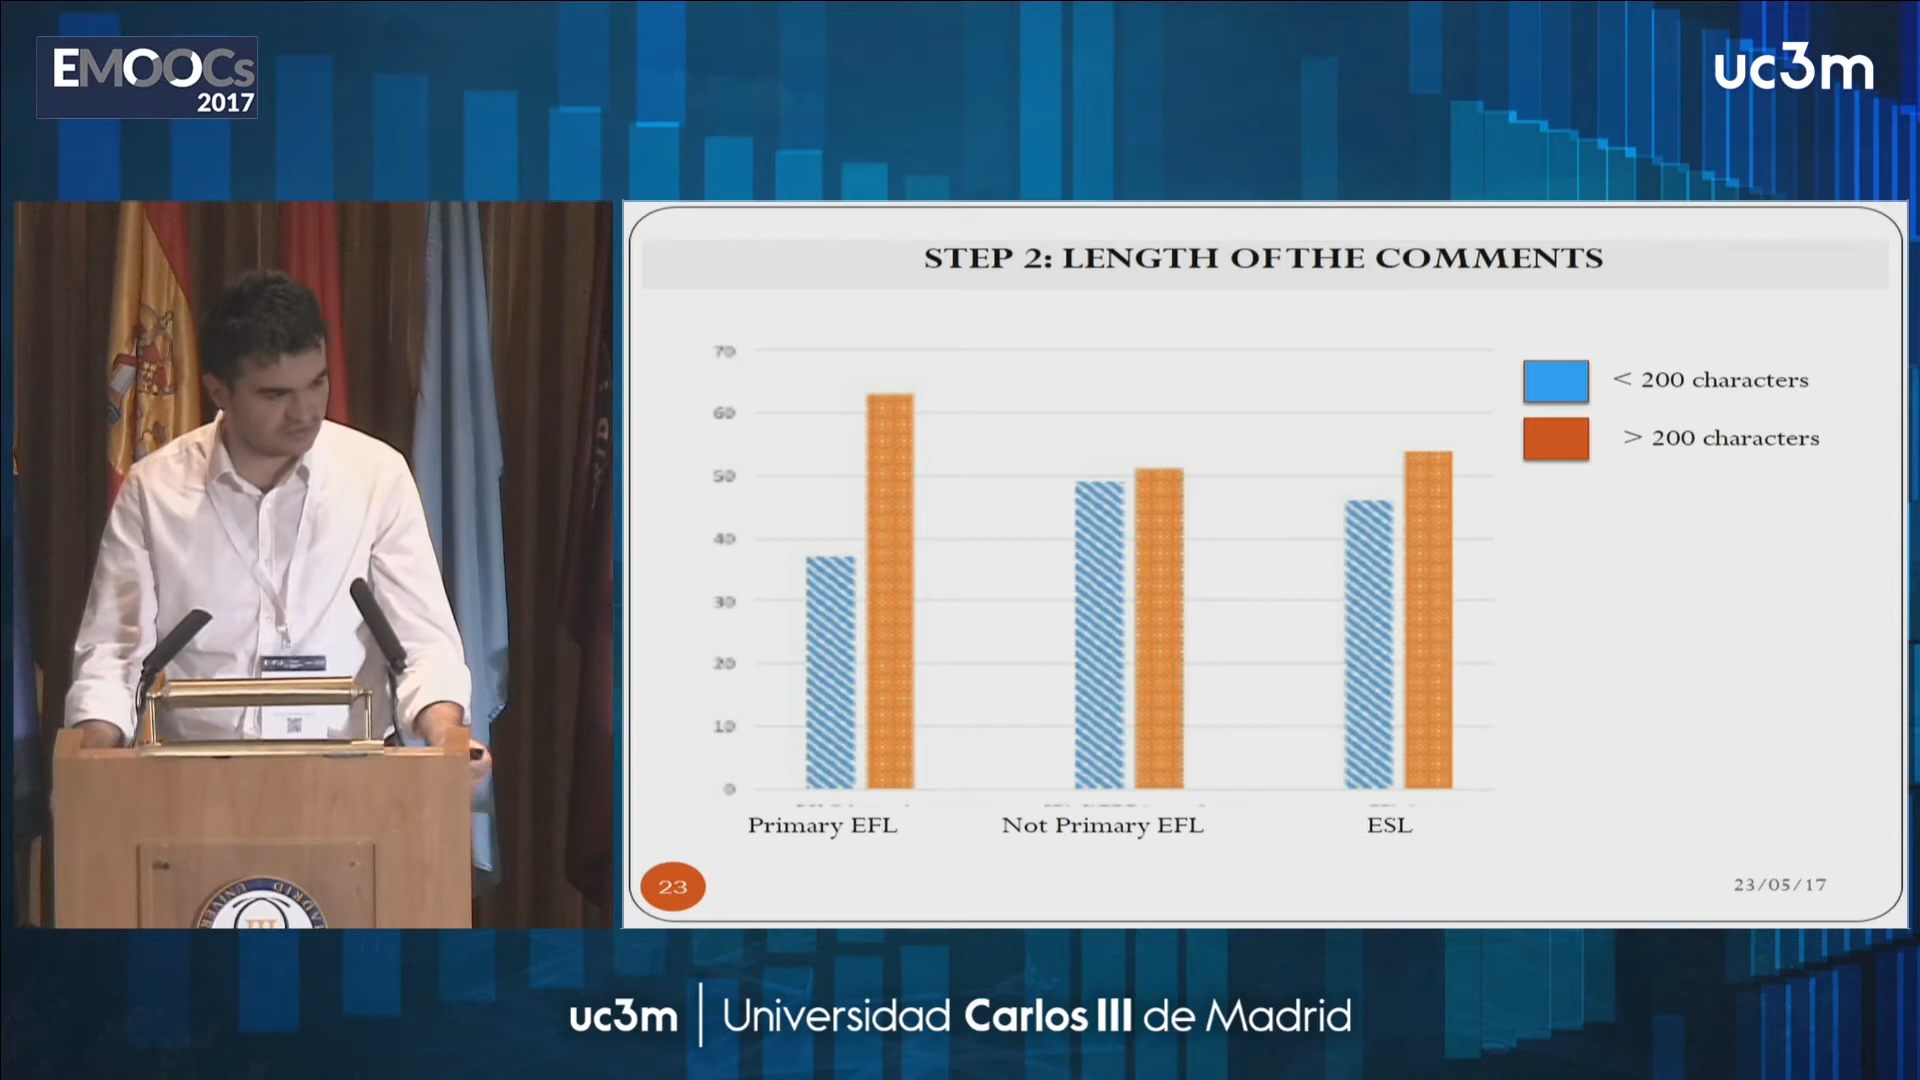 EMOOCs
2017
uc3m
STEP 2: LENGTH OF THE COMMENTS
70
60
50
40
30
20
10
0
< 200 characters
> 200 characters
Primary EFL
Not Primary EFL
ESL
23
23/05/17
uc3m | Universidad Carlos III de Madrid